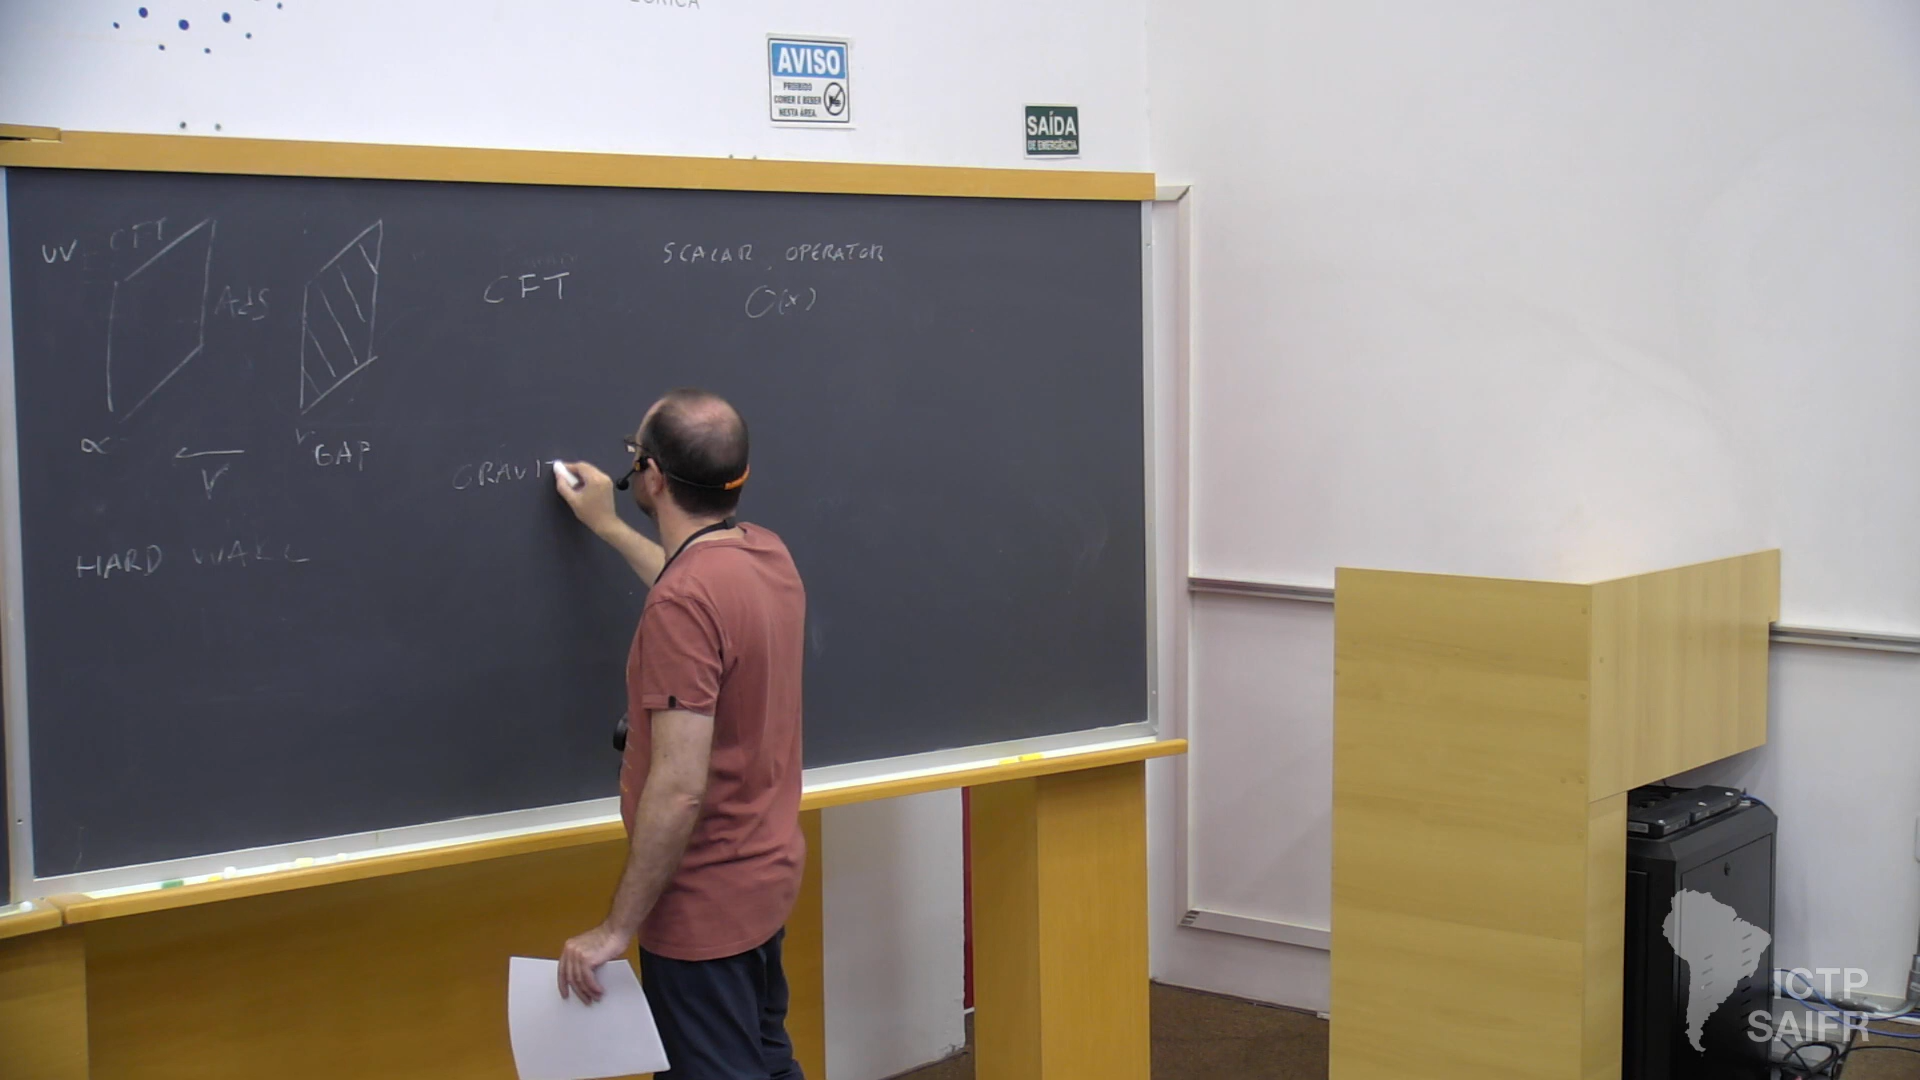 AVISO
PROIBIDO
COMER E BEBER
NESTA ÁREA.
SAÍDA
DE EMERGÊNCIA
UV
CFT
AdS
CFT
SCALAR OPERATOR
O(x)
GAP
r
GRAVIT
HARD WALL
ICTP
SAIFR